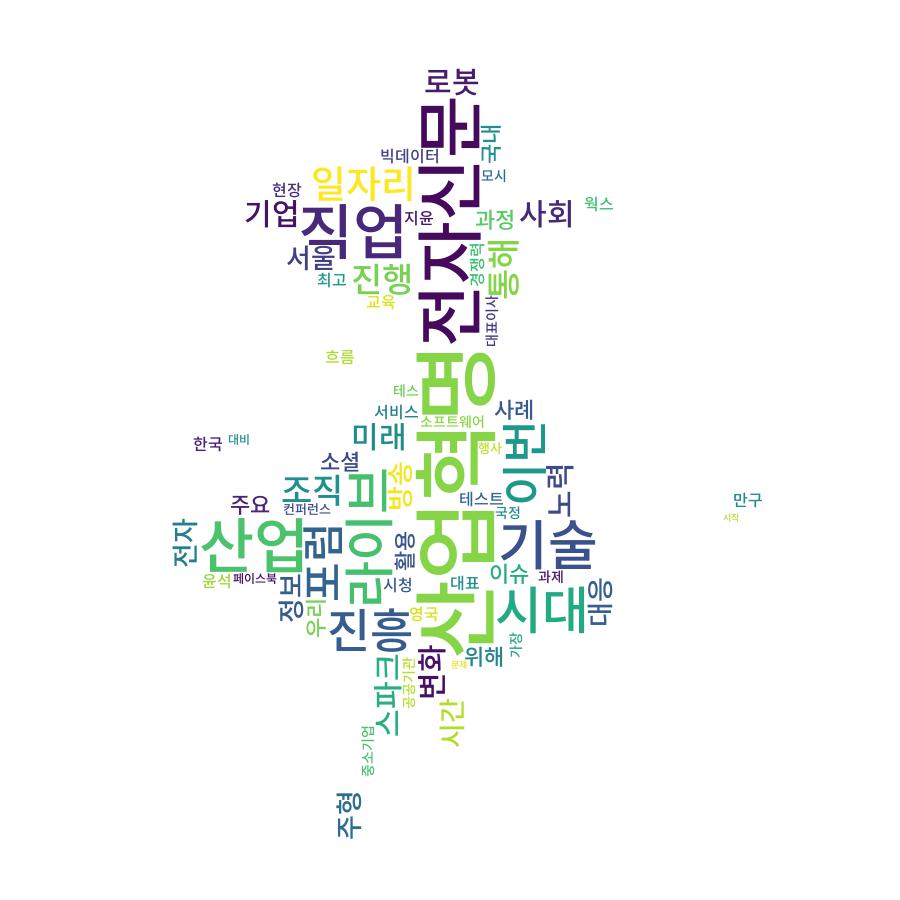 로봇
전자신문
국내
빅데이터
모시
현장
일자리
웍스
기업
직업
지윤
과정
사회
서울
경쟁력
통해
최고
진행
교육
대표이사
흐름
산업혁명
테스
서비스
사례
소프트웨어
미래
이번
한국
대비
행사
소셜
방송
노력
조직
라이브
테스트
만구
주요
컨퍼런스
국정
시작
전자
산업
포럼
활용
기술
이슈
과제
윤석
페이스북
시청
대표
정보
우리
시대
대응
진흥
영국
가장
변화
위해
문제
스파크
공공기관
시간
중소기업
주형